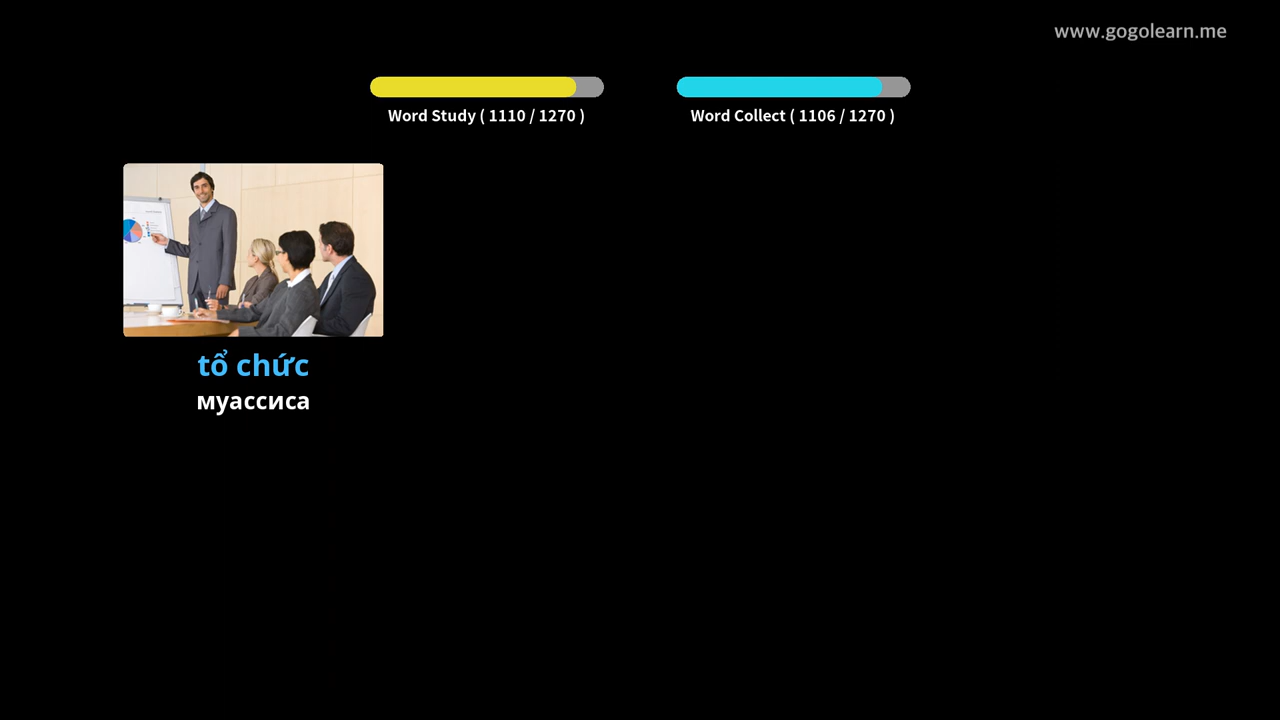 www.gogolearn.me
Word Study ( 1110 / 1270 )
Word Collect ( 1106 / 1270 )
tổ chức
муассиса